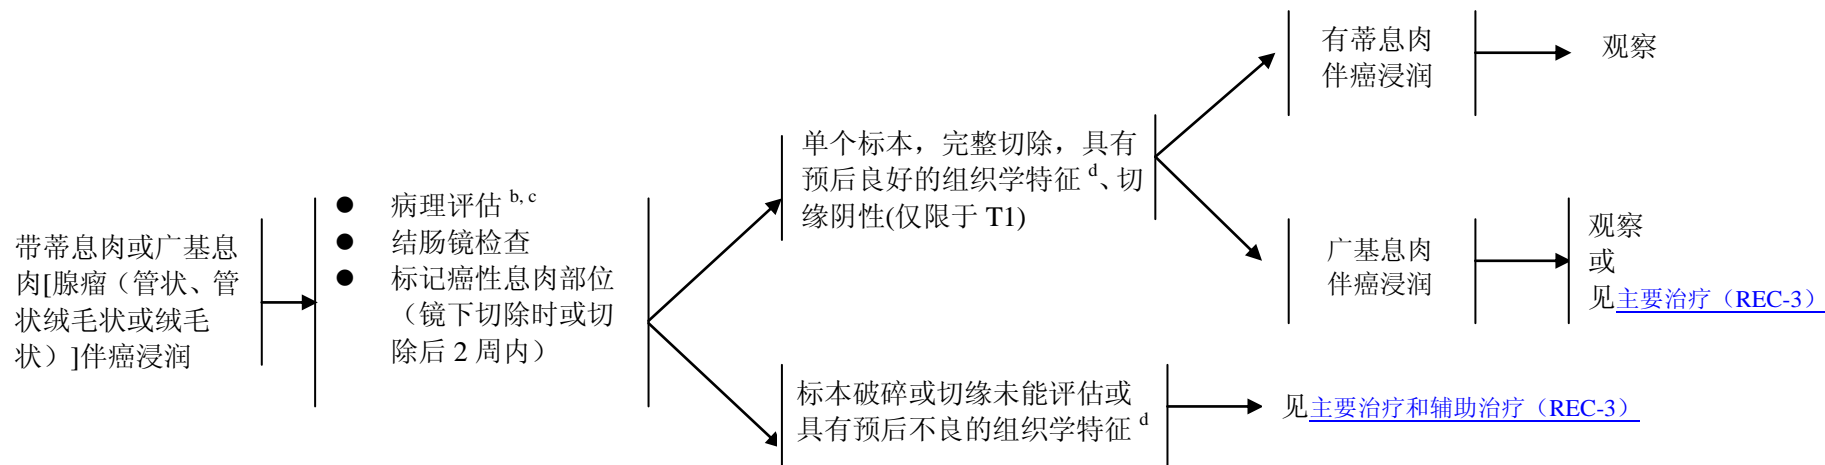 带蒂息肉或广基息
肉[腺瘤（管状、管
状绒毛状或绒毛
状）]伴癌浸润
● 病理评估 b, c
● 结肠镜检查
● 标记癌性息肉部位
（镜下切除时或切
除后 2 周内）
单个标本，完整切除，具有
预后良好的组织学特征 d、切
缘阴性(仅限于 T1)
标本破碎或切缘未能评估或
具有预后不良的组织学特征 d
有蒂息肉
伴癌浸润
观察
广基息肉
伴癌浸润
观察
或
见主要治疗（REC-3）
见主要治疗和辅助治疗（REC-3）